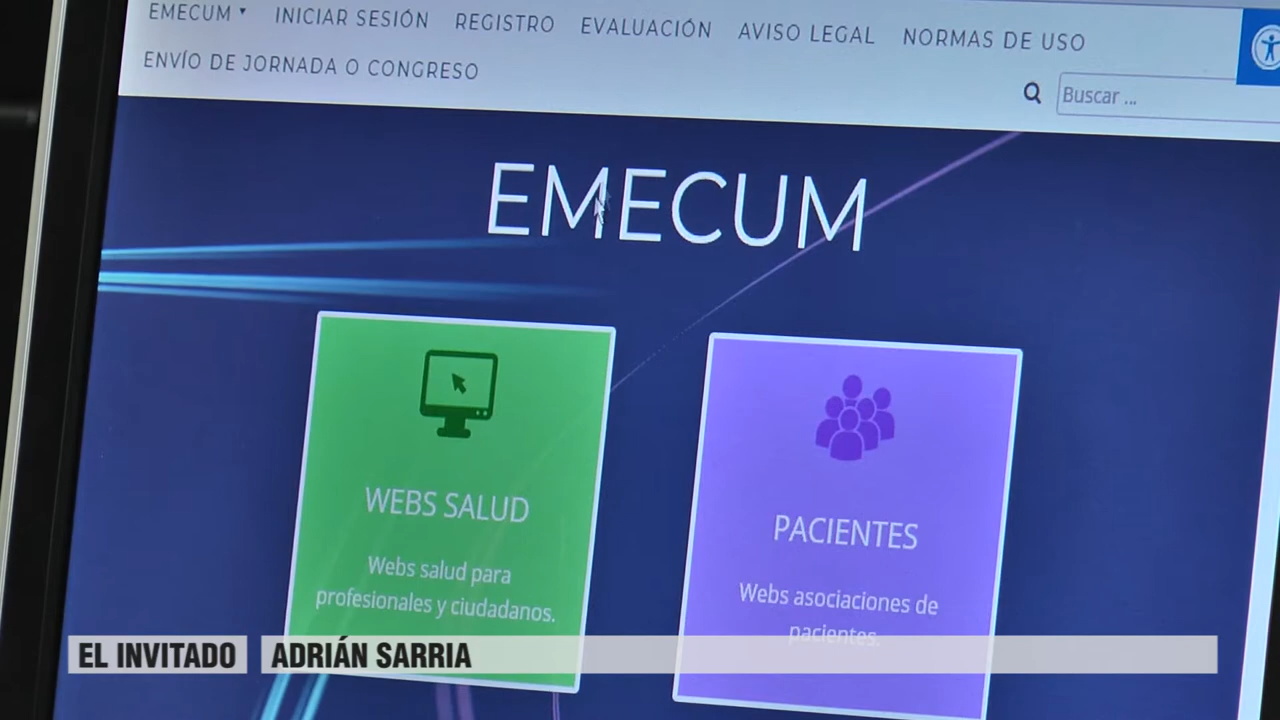 EMECUM ▾ INICIAR SESIÓN REGISTRO EVALUACIÓN AVISO LEGAL NORMAS DE USO
ENVÍO DE JORNADA O CONGRESO
Buscar ...
EMECUM
WEBS SALUD
Webs salud para
profesionales y ciudadanos.
PACIENTES
Webs asociaciones de
pacientes.
EL INVITADO ADRIÁN SARRIA